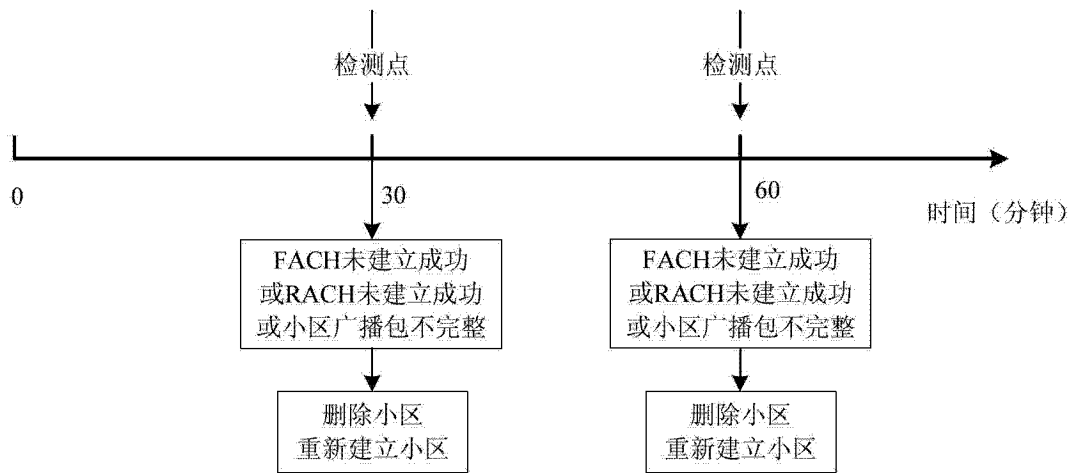 检测点
检测点
0
30
60
时间（分钟）
FACH未建立成功
或RACH未建立成功
或小区广播包不完整
FACH未建立成功
或RACH未建立成功
或小区广播包不完整
删除小区
重新建立小区
删除小区
重新建立小区